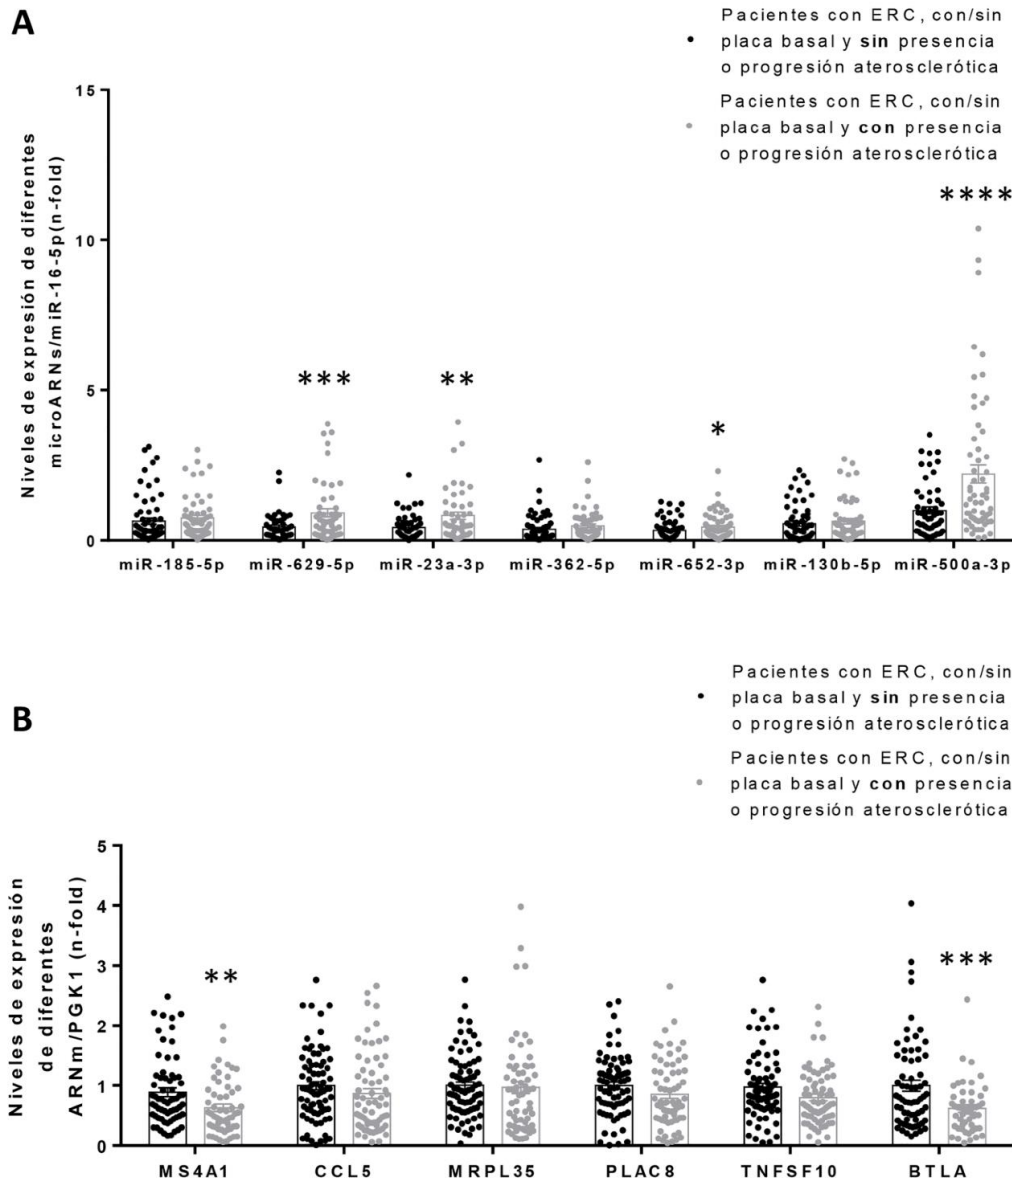 A
Pacientes con ERC, con/sin
placa basal y sin presencia
o progresión aterosclerótica
Pacientes con ERC, con/sin
placa basal y con presencia
o progresión aterosclerótica
Niveles de expresión de diferentes
microARNs/miR-16-5p(n-fold)
15
10
5
0
***
**
*
****
miR-185-5p miR-629-5p miR-23a-3p miR-362-5p miR-652-3p miR-130b-5p miR-500a-3p
B
Pacientes con ERC, con/sin
placa basal y sin presencia
o progresión aterosclerótica
Pacientes con ERC, con/sin
placa basal y con presencia
o progresión aterosclerótica
Niveles de expresión
de diferentes
ARNm/PGK1 (n-fold)
5
4
3
2
1
0
**
***
MS4A1 CCL5 MRPL35 PLAC8 TNFSF10 BTLA